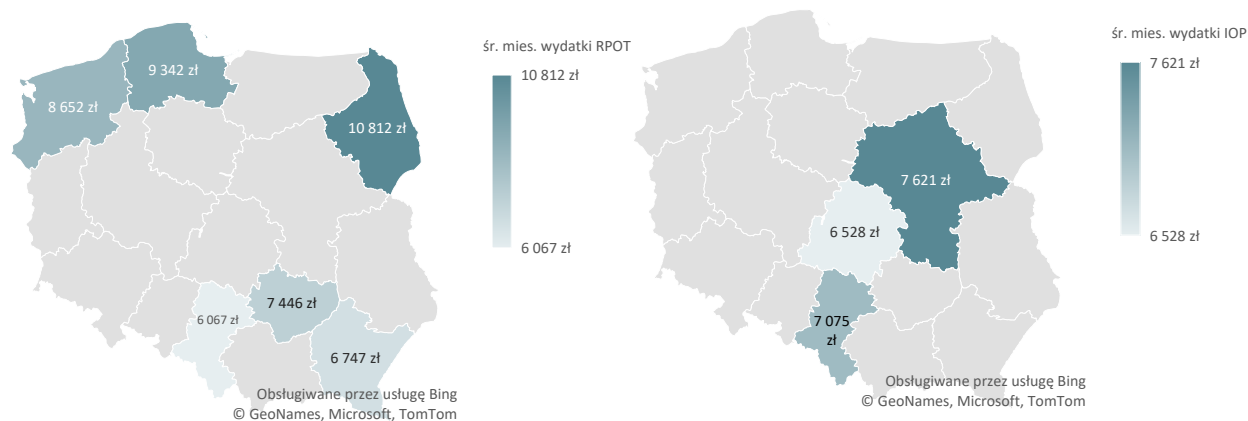 śr. mies. wydatki RPOT
10 812 zł
6 067 zł
9 342 zł
8 652 zł
10 812 zł
7 446 zł
6 067 zł
6 747 zł
Obsługiwane przez usługę Bing
© GeoNames, Microsoft, TomTom
śr. mies. wydatki IOP
7 621 zł
6 528 zł
7 621 zł
6 528 zł
7 075
zł
Obsługiwane przez usługę Bing
© GeoNames, Microsoft, TomTom